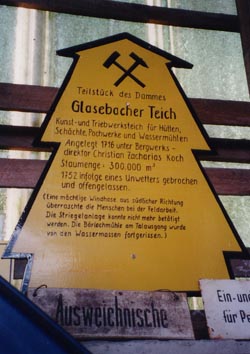 Teilstück des Dammes
Glasebacher Teich
Kunst-und Triebwerksteich für Hütten,
Schächte, Pochwerke und Wassermühlen
Angelegt 1716 unter Bergwerks-
direktor Christian Zacharias Koch
Staumenge: 300.000 m³
1752 infolge eines Unwetters gebrochen
und offengelassen.
(Eine mächtige Windhose aus südlicher Richtung
überraschte die Menschen bei der Feldarbeit.
Die Striegelanlage konnte nicht mehr betätigt
werden. Die Börlechmühle am Talausgang wurde
von den Wassermassen fortgerissen.)
Ausweichnische
Ein-und
für Pe